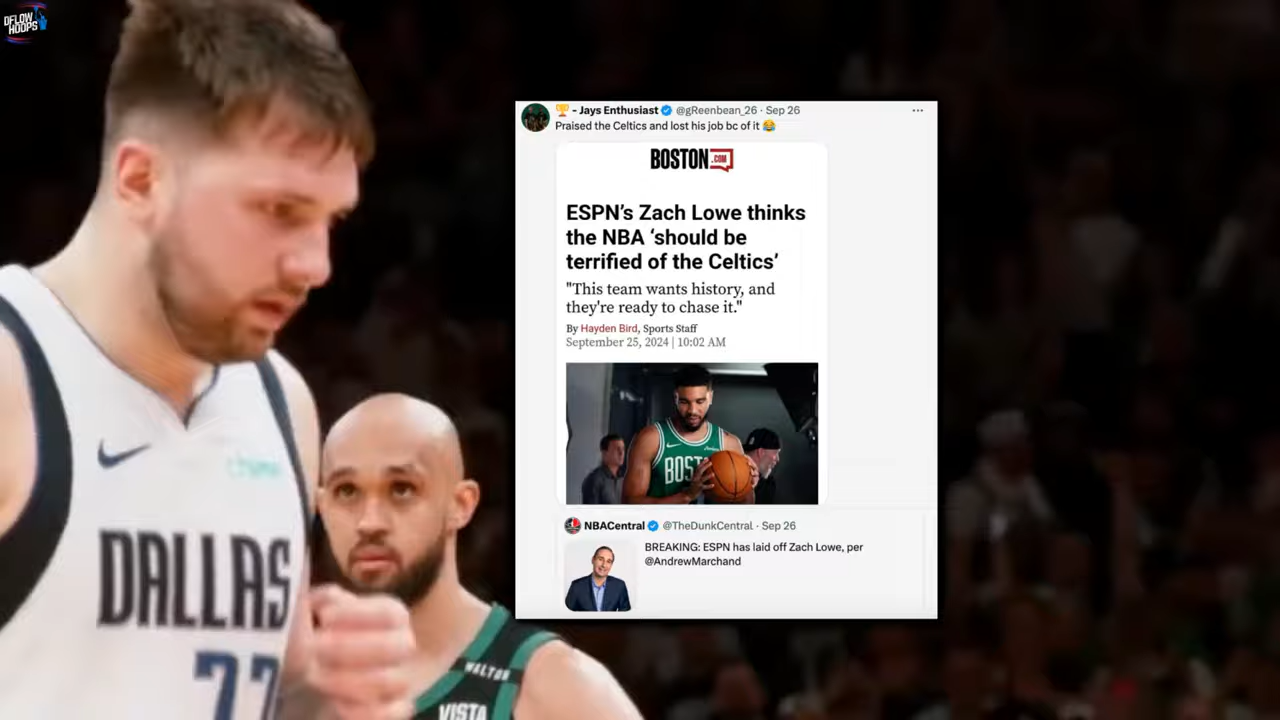 DFLOW
HOOPS
🏆 - Jays Enthusiast @gReenbean_26 · Sep 26
Praised the Celtics and lost his job bc of it 😂
BOSTON.COM
ESPN’s Zach Lowe thinks
the NBA ‘should be
terrified of the Celtics’
"This team wants history, and
they're ready to chase it."
By Hayden Bird, Sports Staff
September 25, 2024 | 10:02 AM
BOST
NBACentral @TheDunkCentral · Sep 26
BREAKING: ESPN has laid off Zach Lowe, per
@AndrewMarchand
DALLAS
77
WALTON
VISTA